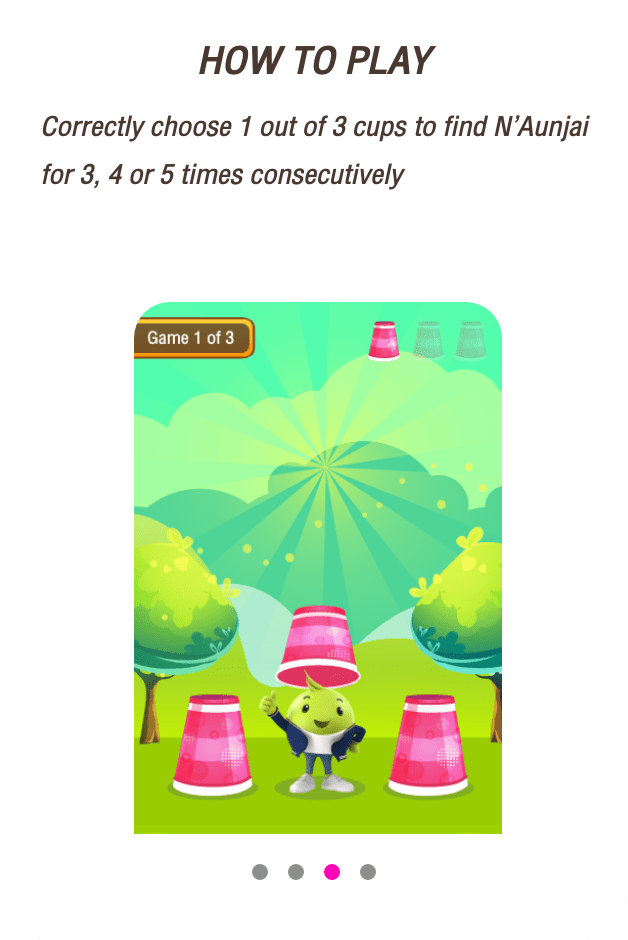 HOW TO PLAY
Correctly choose 1 out of 3 cups to find N’Aunjai
for 3, 4 or 5 times consecutively
Game 1 of 3